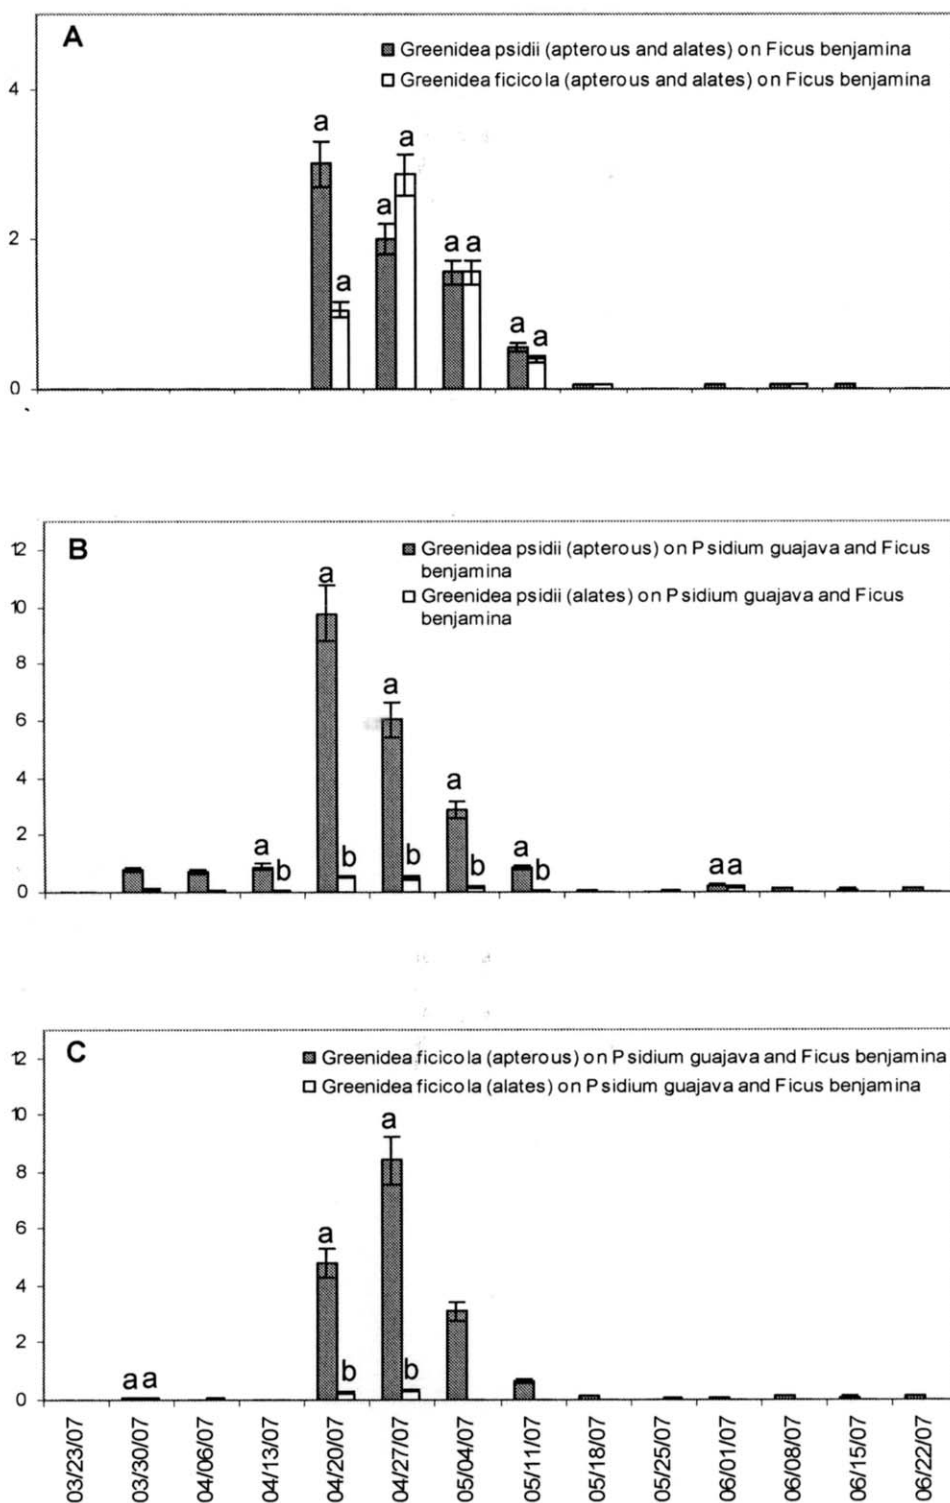 A
Greenidea psidii (apterous and alates) on Ficus benjamina
Greenidea ficicola (apterous and alates) on Ficus benjamina
4
2
0
a
a
a
a
a a
a
a
B
Greenidea psidii (apterous) on Psidium guajava and Ficus
benjamina
Greenidea psidii (alates) on Psidium guajava and Ficus
benjamina
12
10
8
6
4
2
0
a b
a
b
a
b
a
b
a
b
a a
C
Greenidea ficicola (apterous) on Psidium guajava and Ficus benjamina
Greenidea ficicola (alates) on Psidium guajava and Ficus benjamina
12
10
8
6
4
2
0
a a
a
b
a
b
03/23/07
03/30/07
04/06/07
04/13/07
04/20/07
04/27/07
05/04/07
05/11/07
05/18/07
05/25/07
06/01/07
06/08/07
06/15/07
06/22/07